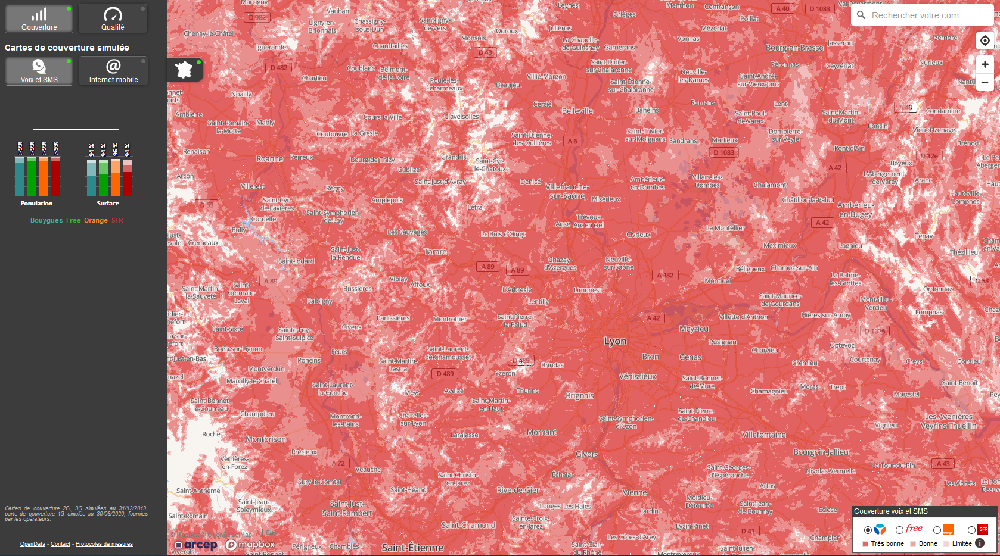 Couverture
Qualité
Cartes de couverture simulée
Voix et SMS
Internet mobile
94 %
94 %
96 %
94 %
Population
Surface
Bouygues Free Orange SFR
Cartes de couverture 2G, 3G simulées au 31/12/2019,
carte de couverture 4G simulée au 30/06/2020, fournies
par les opérateurs.
OpenData - Contact - Protocoles de mesures
Rechercher votre com...
Marcigny
Vauban
Leynes
Menthon
Confrançon
A 40
D 1083
D 982
Ligny-en-
Brionnais
Chassigny-
sous-Dun
Saint-Igny-
de-Vers
Juliénas
Grièges
Polliat
Mézériat
Chenay-le-Châtel
Ouroux
Monsols
La Chapelle-
de-Guinchay
Vonnas
Bourg-en-Bresse
Jasseron
Izernore
Iguerande
Chauffailles
Garnerans
D 43
D 482
Charlieu
Coublanc
Belmont-
de-la-Loire
Saint Didier-
sur-Chalaronne
Péronnas
Ceyzériat
Nurieux
Poule-les-
Écharmeaux
Villié-Morgon
Beaujeu
Neuville-
les-Dames
Saint-André-
sur-Vieux-Jonc
Saint-Étienne-
sur-Chalaronne
Noailly
Cercié
Belleville
Baneins
Romans
Lent
A 40
Condamine
Ambierle
Mably
Cours la Ville
Claveisolles
Saint-Paul-
de-Varax
Saint-Martin-
du-Mont
Saint-Romain-
la-Motte
Coutouvre
La Gresle
Saint-Étienne-
des-Oullières
Saint-Trivier-
sur-Moignans
Dompierre-
sur-Veyle
Poncin
Vieu-d'Izenave
A 6
Sandrans
Marlieux
Brénod
Renaison
Pont d'Ain
D 1083
Roanne
Perreux
Bourg-de-Thizy
Grandris
Saint-Cyr-
le-Chatoux
D 12e
Boyeux
A 42
Cublize
Arcon
Saint-Just-d'Avray
Denicé
Ambérieux-
en-Dombes
Villars-les-
Dombes
Chalamont
L'Abergement-
de-Varey
Aranc
Villerest
Régny
Villefranche-
sur-Saône
Hauteville-
Lompnes
D 53
Saint-Cyr-
de-Favières
Amplepuis
Misérieux
Châtillon-la-Palud
Ambérieu-
en-Bugey
Létra
Saint Symphorien
de-Lay
Cordelle
Trévoux
Arc en ciel
A 42
Anse
Bully
Les Sauvages
Le Bois d'Oingt
Civrieux
Le Montellier
Tenay
Cremeaux
Meximieux
Lagnieu
Saint-Just
la-Pendue
Tarare
Thézillieu
Saint-Jodard
A 89
A 89
Chazay-
d'Azergues
Neuville-
sur-Saône
Béligneux
Charnoz-sur-Ain
A 89
Violay
Affoux
A 432
Montluel
La Balme-
les-Grottes
D 53
Saint-Martin-
la-Sauveté
Saint-
Germain-
Laval
Bussières
L'Arbresle
Limonest
Ordonnaz
Balbigny
Lentilly
Saint-Maurice-
de-Gourdans
Montalieu-
Vercieu
Panissières
Montrottier
Saint Pierre-
la-Palud
A 42
Villette-d'Anthon
Hières-sur-Amby
Lompnas
Saint-Sixte
Sainte-Foy-
Saint-Sulpice
Civens
Meyzieu
D 1075
Boën-sur-Lignon
Feurs
Saint-Laurent-
de-Chamousset
Lyon
Pusignan
Charvieu
Optevoz
Poncins
Saint-Martin-
Lestra
D 489
Brindas
Bron
Genas
Crémieu
Courtenay
Creys
Conzieu
Montverdun
D 489
Yzeron
Vénissieux
Saint-Bonnet-
de-Mure
Marcilly-le-Châtel
Saint-Benoît
Saint-Laurent-
la-Conche
Meys
Aveize
Thurins
Brignais
Chamagnieu
Moras
Trept
Morestel
Saint-Bonnet-
le-Courreau
Saint-Martin-
en Haut
Champdieu
Montrond-
les-Bains
Chazelles-
sur-Lyon
Saint-Symphorien-
d'Ozon
Saint-Pierre-
de-Chandieu
Les Avenières
Veyrins-Thuellin
Vignieu
Roche
Montbrison
Larajasse
Mornant
Villefontaine
Précieux
Givors
Bourgoin-Jallieu
Verrières-
en-Forez
A 72
Veauche
La-Tour-du-Pin
A 43
Sury-le-Comtal
Saint-Christo-
en-Jarez
Échalas
Saint-Georges-
d'Espéranche
Nivolas-Vermelle
Saint-Anthème
Saint-Héand
Rive-de-Gier
Vienne
Artas
Les Abrets
Saint-Jean-
Soleymieux
Saint-Just-
Saint-Rambert
Longes
Les Haies
Moidieu-
Détourbe
Saint-Jean-
de Bournay
Eclose
Saint-Romain
Jardin
Saint-Chamond
Sainte-Croix-
en-Jarez
Eyzin-Pinet
D 41
Les Côtes-d'Arey
Champier
© Mapbox © OpenStreetMap
arcep
mapbox
Périgneux
Chambles
Saint-Étienne
Saint-Clair-
du-Rhône
Saint-Julien-
Viverols
Couverture voix et SMS
free
orange
SFR
Très bonne
Bonne
Limitée